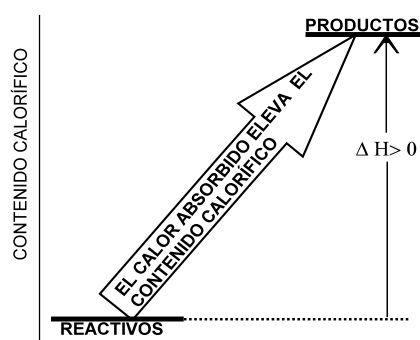 PRODUCTOS
CONTENIDO CALORÍFICO
EL CALOR ABSORBIDO ELEVA EL
CONTENIDO CALORÍFICO
Δ H> 0
REACTIVOS